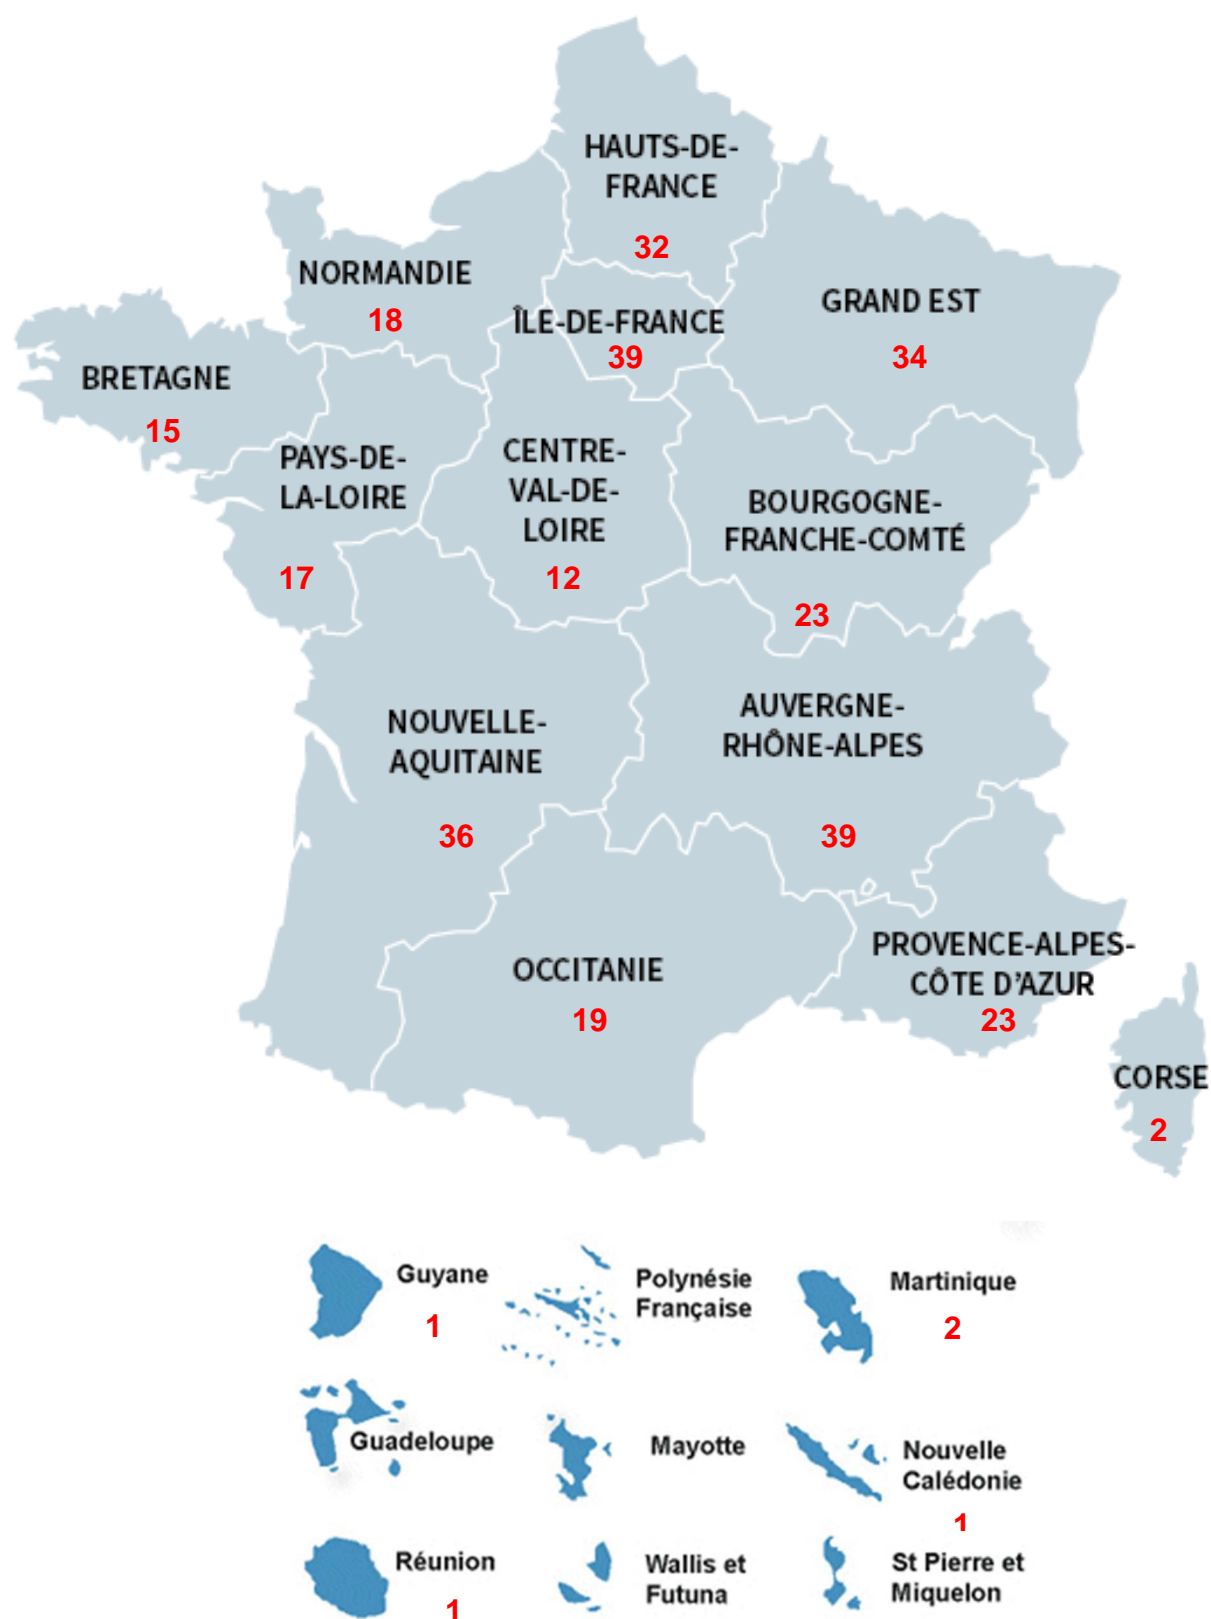 HAUTS-DE-
FRANCE
32
NORMANDIE
18
ÎLE-DE-FRANCE
39
GRAND EST
34
BRETAGNE
15
PAYS-DE-
LA-LOIRE
17
CENTRE-
VAL-DE-
LOIRE
12
BOURGOGNE-
FRANCHE-COMTÉ
23
NOUVELLE-
AQUITAINE
36
AUVERGNE-
RHÔNE-ALPES
39
OCCITANIE
19
PROVENCE-ALPES-
CÔTE D'AZUR
23
CORSE
2
Guyane
1
Polynésie
Française
Martinique
2
Guadeloupe
Mayotte
Nouvelle
Calédonie
1
Réunion
1
Wallis et
Futuna
St Pierre et
Miquelon